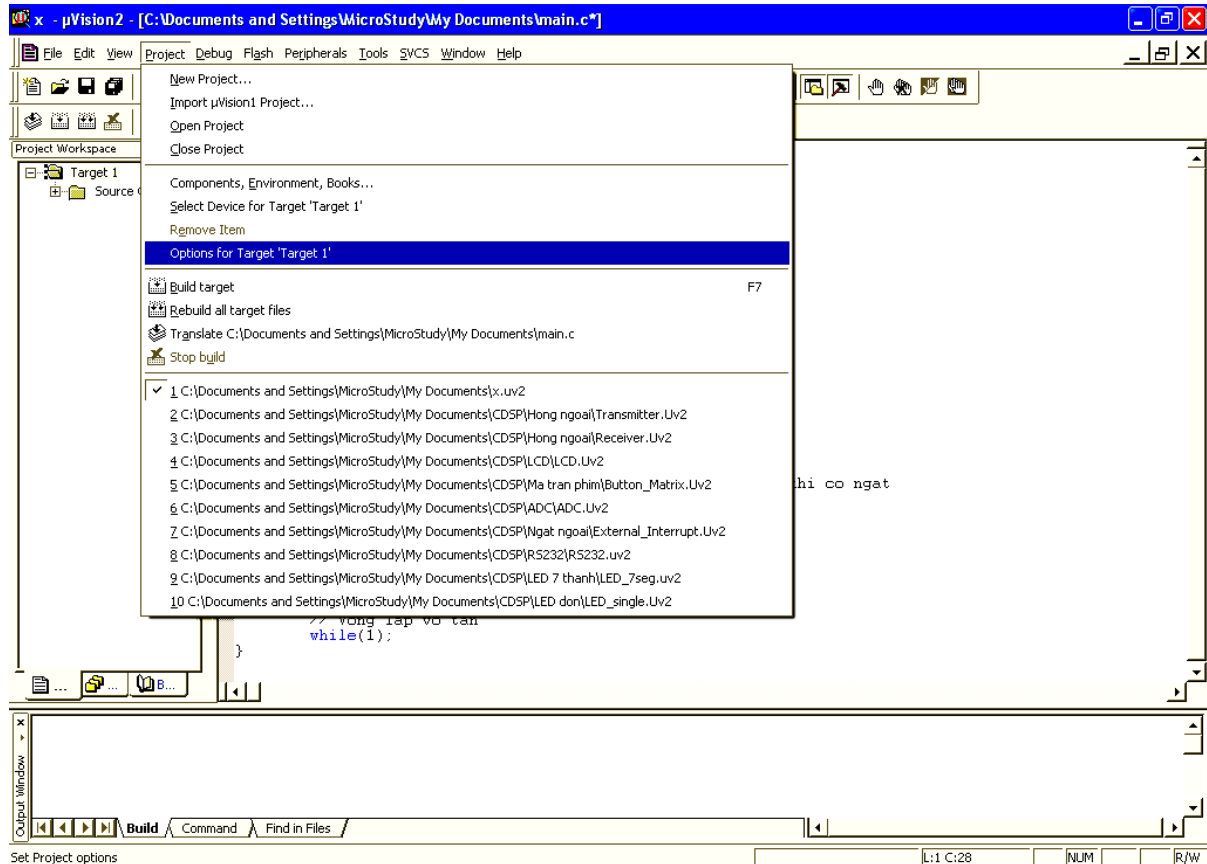 x - µVision2 - [C:\Documents and Settings\MicroStudy\My Documents\main.c*]
File Edit View Project Debug Flash Peripherals Tools SVCS Window Help
New Project...
Import µVision1 Project...
Open Project
Close Project
Project Workspace
Target 1
Source
Components, Environment, Books...
Select Device for Target 'Target 1'
Remove Item
Options for Target 'Target 1'
Build target F7
Rebuild all target files
Translate C:\Documents and Settings\MicroStudy\My Documents\main.c
Stop build
1 C:\Documents and Settings\MicroStudy\My Documents\x.uv2
2 C:\Documents and Settings\MicroStudy\My Documents\CDSP\Hong ngoai\Transmitter.Uv2
3 C:\Documents and Settings\MicroStudy\My Documents\CDSP\Hong ngoai\Receiver.Uv2
4 C:\Documents and Settings\MicroStudy\My Documents\CDSP\LCD\LCD.Uv2
5 C:\Documents and Settings\MicroStudy\My Documents\CDSP\Ma tran phim\Button_Matrix.Uv2
hi co ngat
6 C:\Documents and Settings\MicroStudy\My Documents\CDSP\ADC\ADC.Uv2
7 C:\Documents and Settings\MicroStudy\My Documents\CDSP\Ngat ngoai\External_Interrupt.Uv2
8 C:\Documents and Settings\MicroStudy\My Documents\CDSP\RS232\RS232.uv2
9 C:\Documents and Settings\MicroStudy\My Documents\CDSP\LED 7 thanh\LED_7seg.uv2
10 C:\Documents and Settings\MicroStudy\My Documents\CDSP\LED don\LED_single.Uv2
// Vong lap vo tan
while(1);
}
... ... B...
Output Window
Build Command Find in Files
Set Project options L:1 C:28 NUM R/W